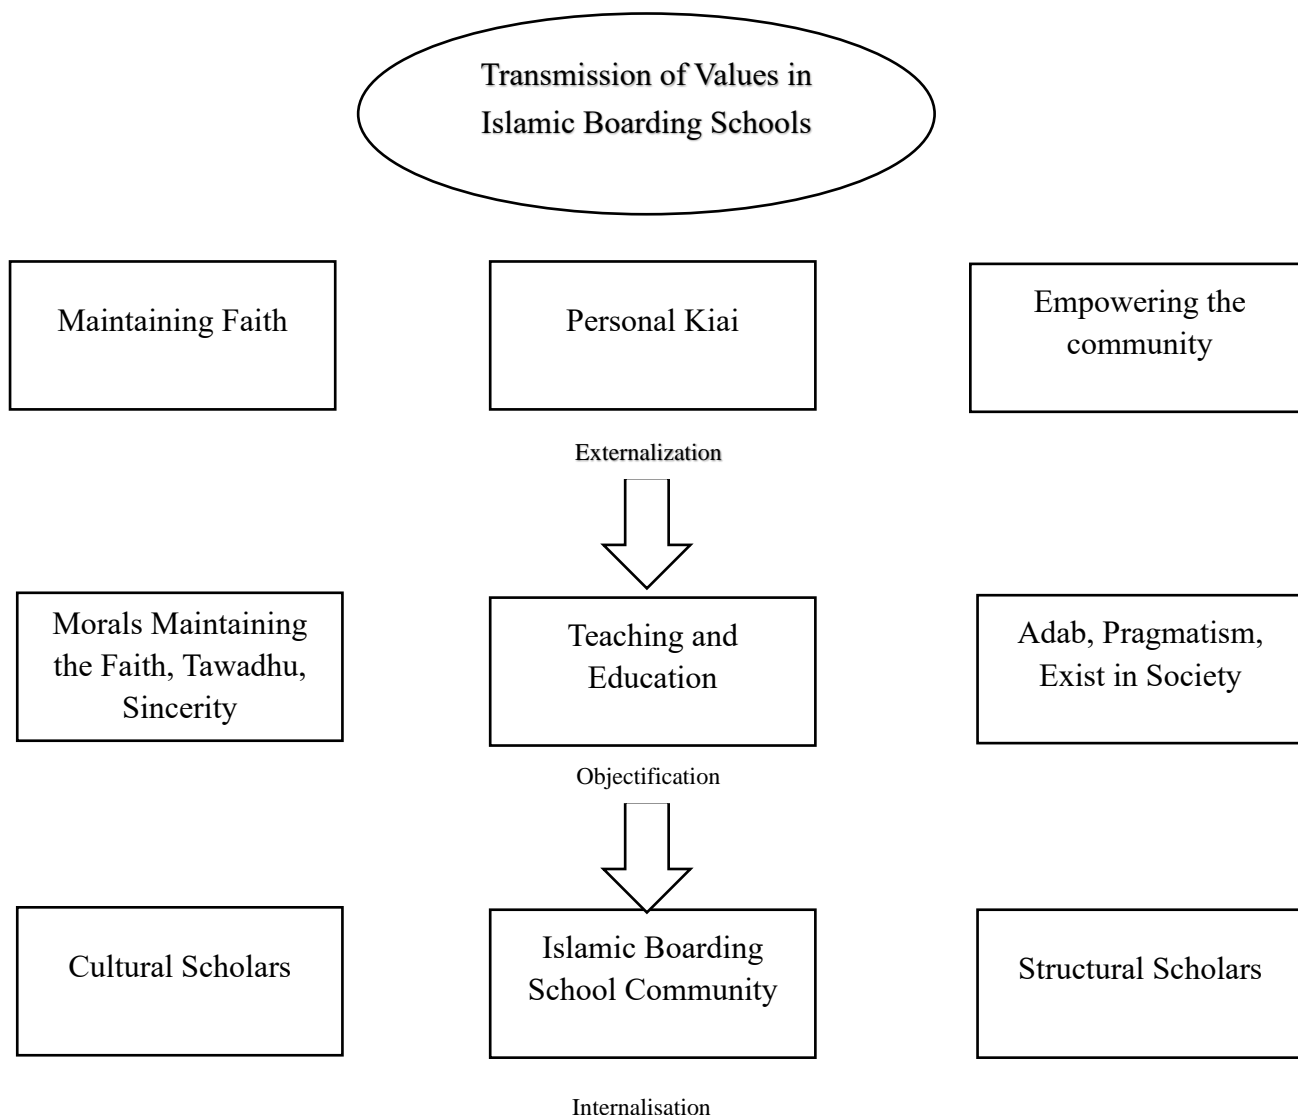 Transmission of Values in
Islamic Boarding Schools
Maintaining Faith
Personal Kiai
Empowering the
community
Externalization
Morals Maintaining
the Faith, Tawadhu,
Sincerity
Teaching and
Education
Adab, Pragmatism,
Exist in Society
Objectification
Cultural Scholars
Islamic Boarding
School Community
Structural Scholars
Internalisation